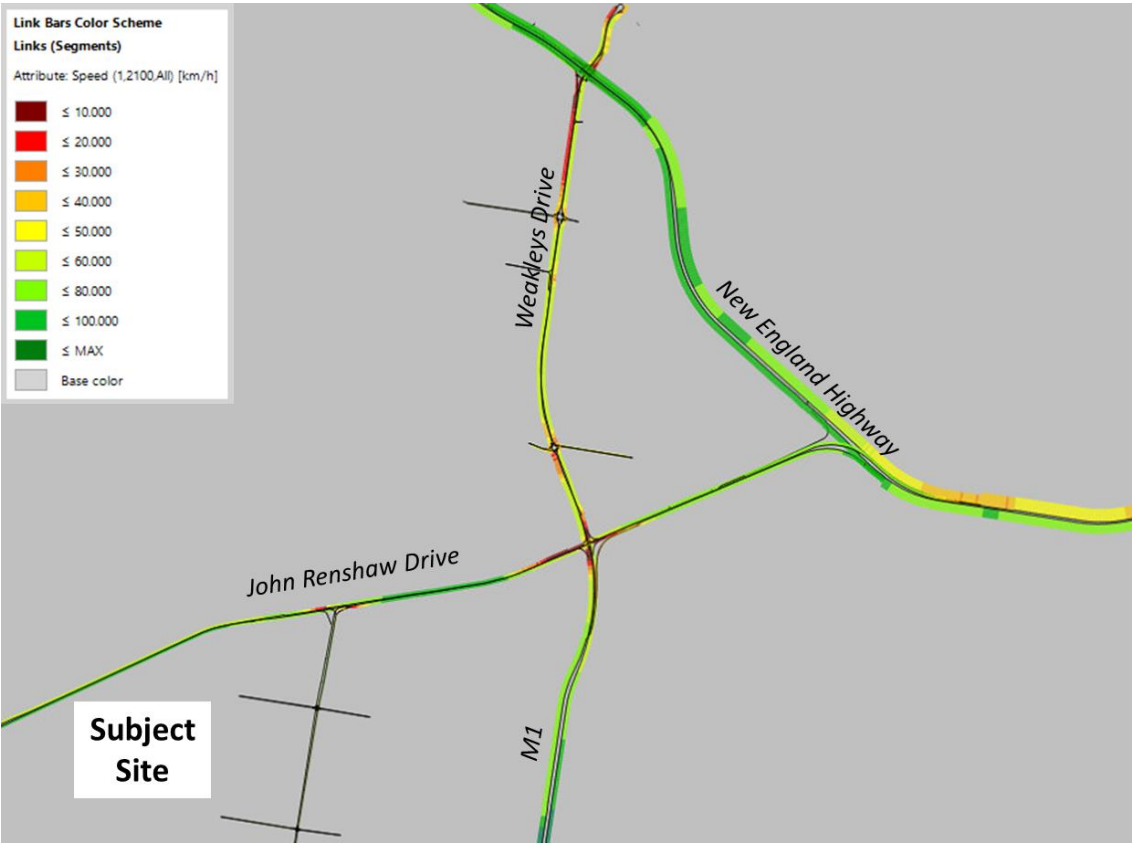 Link Bars Color Scheme
Links (Segments)
Attribute: Speed (1,2100,All) [km/h]
≤ 10.000
≤ 20.000
≤ 30.000
≤ 40.000
≤ 50.000
≤ 60.000
≤ 80.000
≤ 100.000
≤ MAX
Base color
Weakleys Drive
New England Highway
John Renshaw Drive
M1
Subject
Site